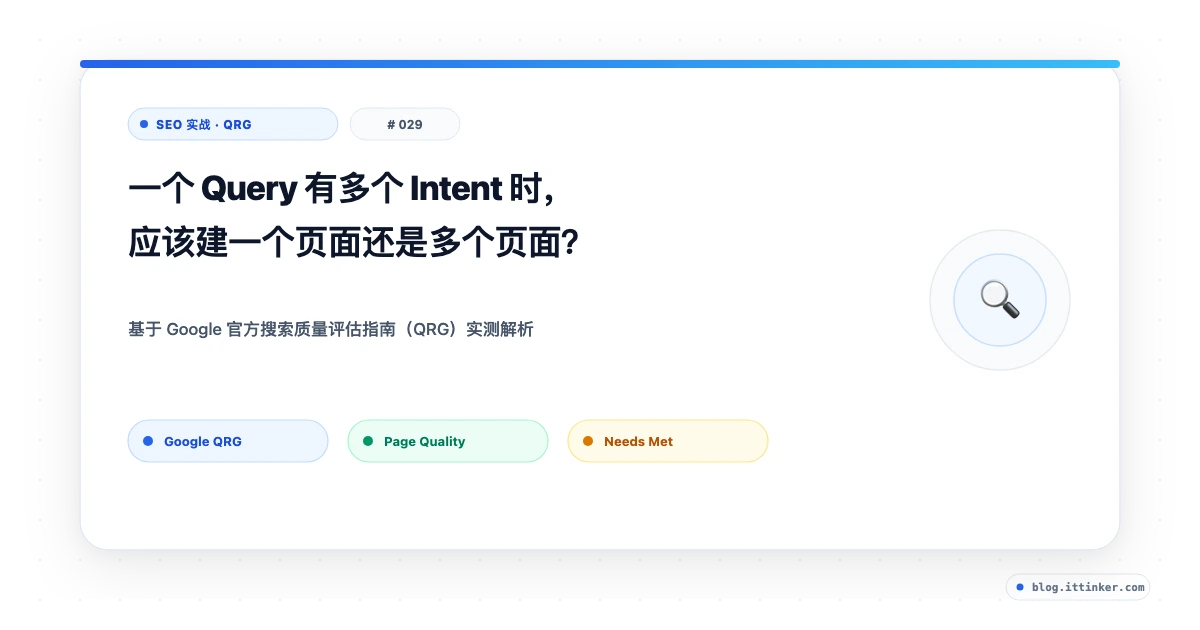 SEO 实战 · QRG
# 029
一个 Query 有多个 Intent 时，
应该建一个页面还是多个页面？
基于 Google 官方搜索质量评估指南（QRG）实测解析
Google QRG
Page Quality
Needs Met
blog.ittinker.com